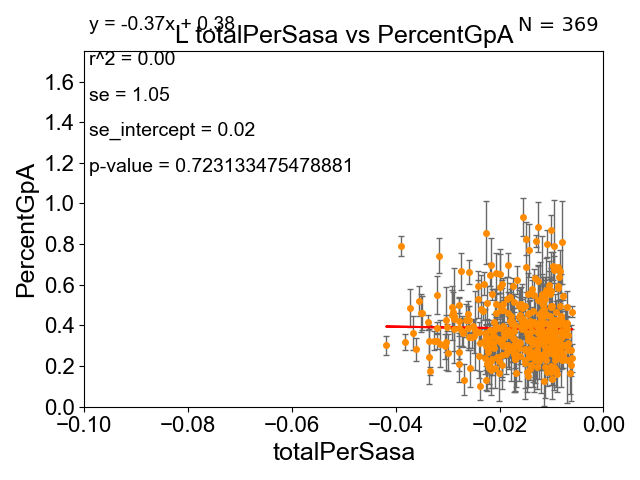 y = -0.37x + 0.38
N = 369
L totalPerSasa vs PercentGpA
r^2 = 0.00
se = 1.05
se_intercept = 0.02
p-value = 0.723133475478881
PercentGpA
1.6
1.4
1.2
1.0
0.8
0.6
0.4
0.2
0.0
−0.10
−0.08
−0.06
−0.04
−0.02
0.00
totalPerSasa